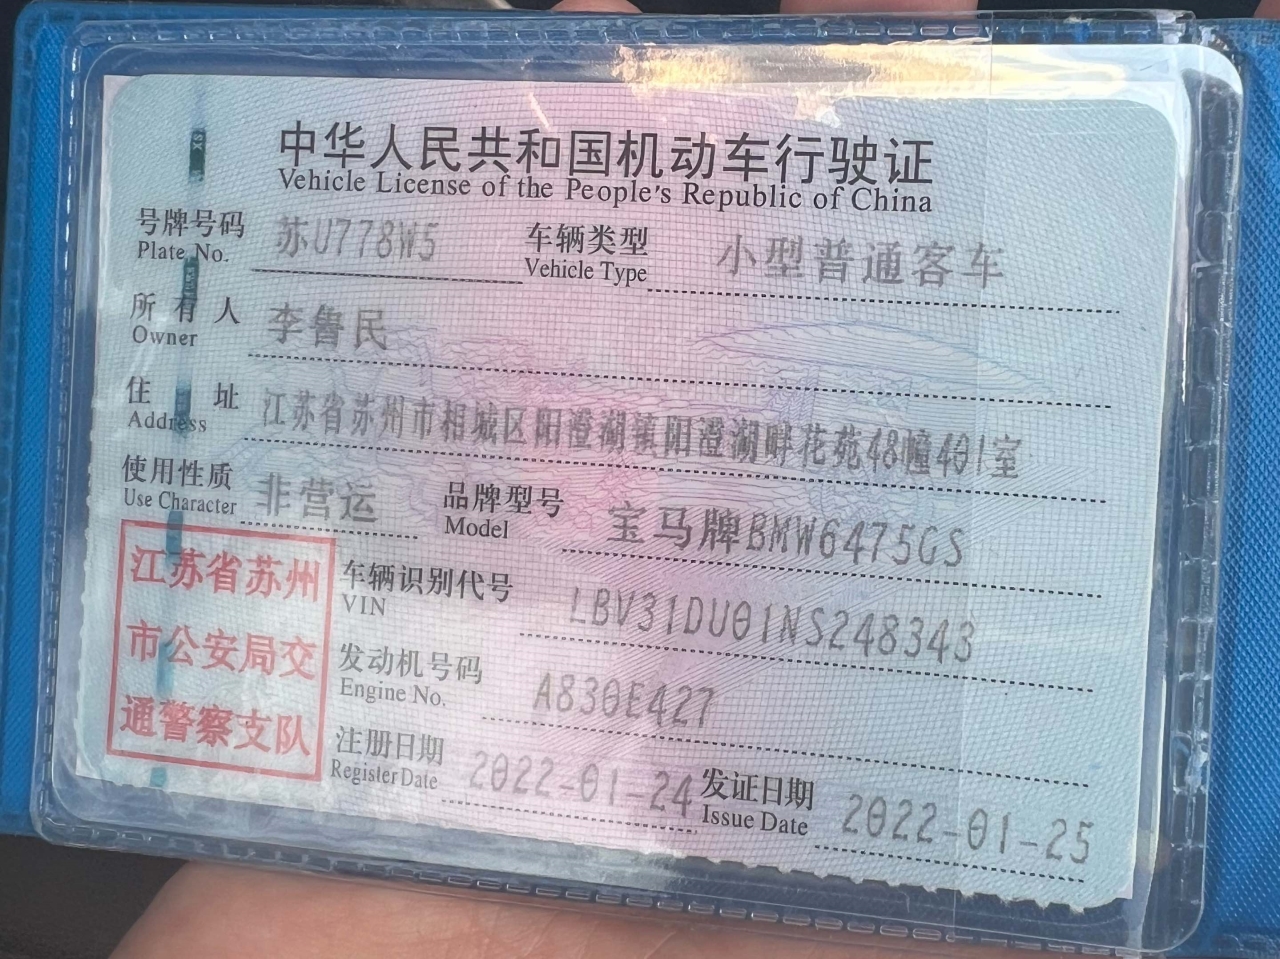 中华人民共和国机动车行驶证
Vehicle License of the People's Republic of China
号牌号码 苏U778W5 车辆类型 小型普通客车
Plate No. Vehicle Type
所有人 李鲁民
Owner
住址 江苏省苏州市相城区阳澄湖镇阳澄湖畔花苑48幢401室
Address
使用性质 非营运 品牌型号 宝马牌BMW6475GS
Use Character Model
江苏省苏州
市公安局交
通警察支队
车辆识别代号 LBV31DU01NS248343
VIN
发动机号码 A830E427
Engine No.
注册日期 2022-01-24 发证日期 2022-01-25
Register Date Issue Date